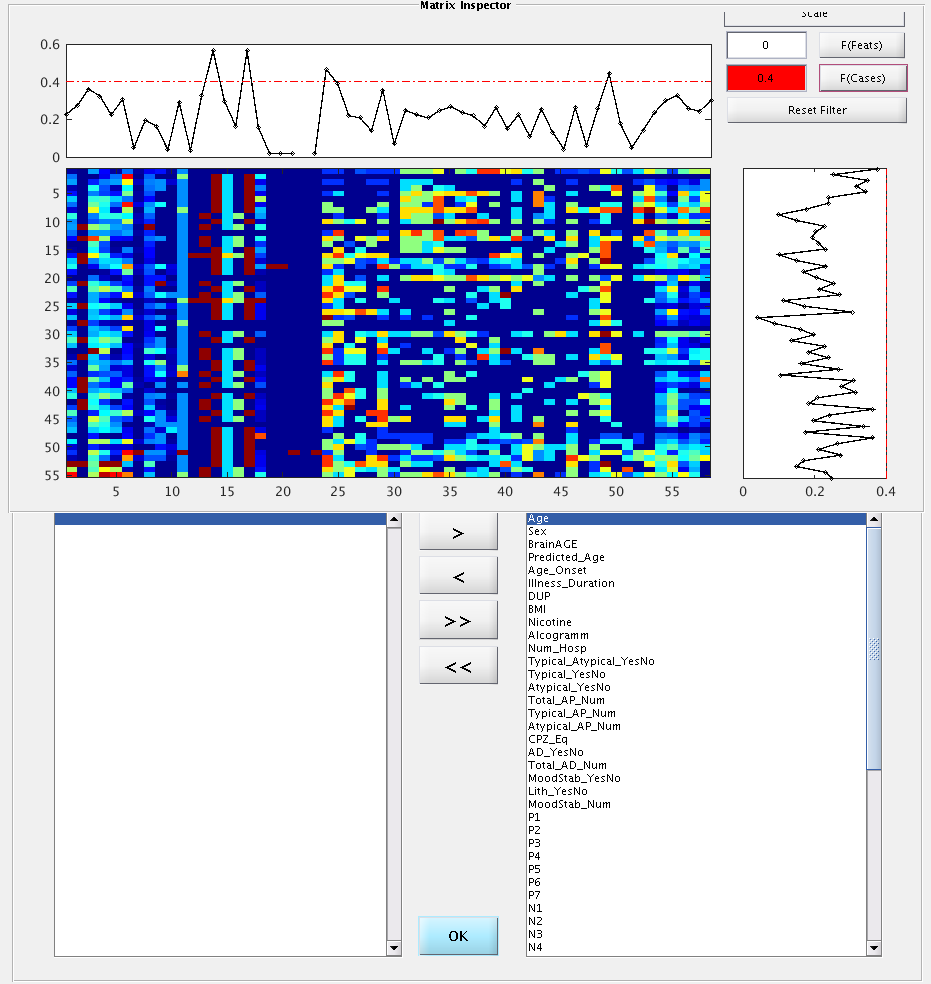 Matrix Inspector
Scale
0 F(Feats)
0.4 F(Cases)
Reset Filter
0.6
0.4
0.2
0
5
10
15
20
25
30
35
40
45
50
55
5 10 15 20 25 30 35 40 45 50 55
0 0.2 0.4
>
<
>>
<<
OK
Age
Sex
BrainAGE
Predicted_Age
Age_Onset
Illness_Duration
DUP
BMI
Nicotine
Alcogramm
Num_Hosp
Typical_Atypical_YesNo
Typical_YesNo
Atypical_YesNo
Total_AP_Num
Typical_AP_Num
Atypical_AP_Num
CPZ_Eq
AD_YesNo
Total_AD_Num
MoodStab_YesNo
Lith_YesNo
MoodStab_Num
P1
P2
P3
P4
P5
P6
P7
N1
N2
N3
N4